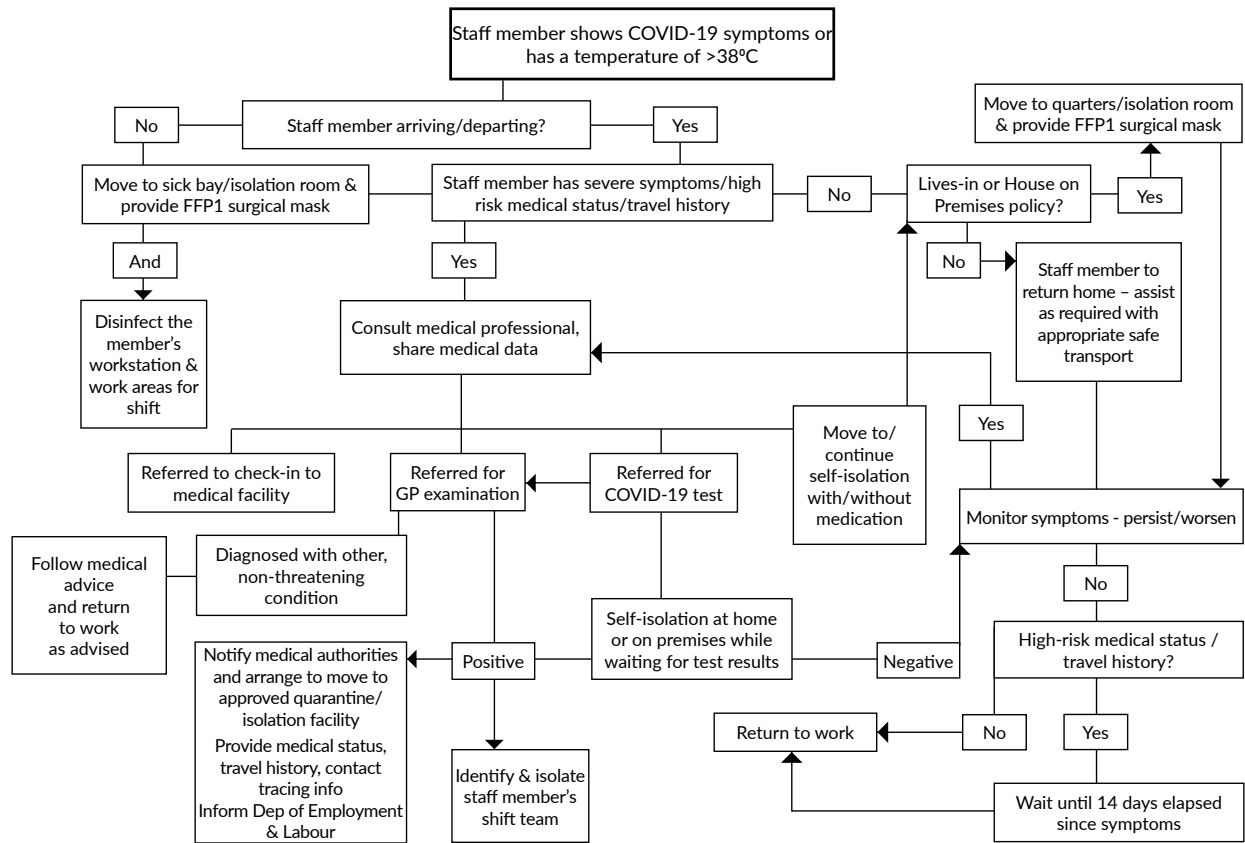 Staff member shows COVID-19 symptoms or
has a temperature of >38⁰C
No
Staff member arriving/departing?
Yes
Move to quarters/isolation room
& provide FFP1 surgical mask
Move to sick bay/isolation room &
provide FFP1 surgical mask
Staff member has severe symptoms/high
risk medical status/travel history
No
Lives-in or House on
Premises policy?
Yes
And
Yes
No
Staff member to
return home – assist
as required with
appropriate safe
transport
Disinfect the
member's
workstation &
work areas for
shift
Consult medical professional,
share medical data
Yes
Move to/
continue
self-isolation
with/without
medication
Referred to check-in to
medical facility
Referred for
GP examination
Referred for
COVID-19 test
Monitor symptoms - persist/worsen
Follow medical
advice
and return
to work
as advised
Diagnosed with other,
non-threatening
condition
No
Self-isolation at home
or on premises while
waiting for test results
High-risk medical status /
travel history?
Notify medical authorities
and arrange to move to
approved quarantine/
isolation facility
Provide medical status,
travel history, contact
tracing info
Inform Dep of Employment
& Labour
Positive
Negative
Return to work
No
Yes
Identify & isolate
staff member's
shift team
Wait until 14 days elapsed
since symptoms